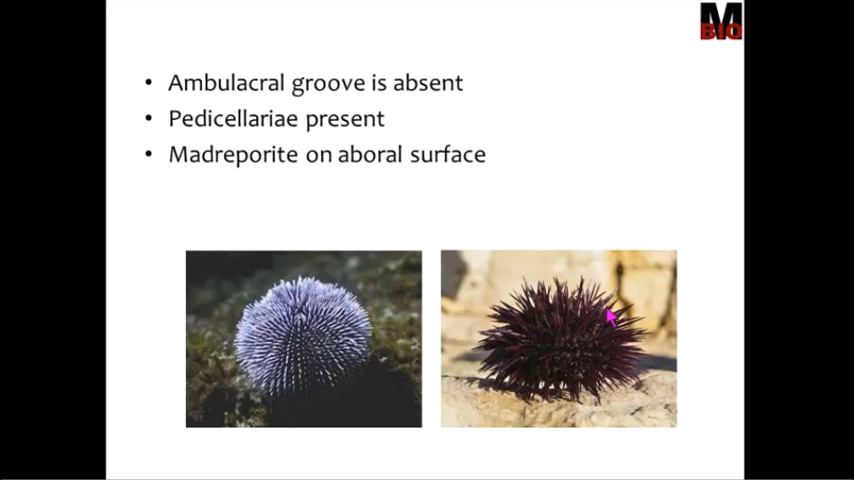 M
BIO
• Ambulacral groove is absent
• Pedicellariae present
• Madreporite on aboral surface